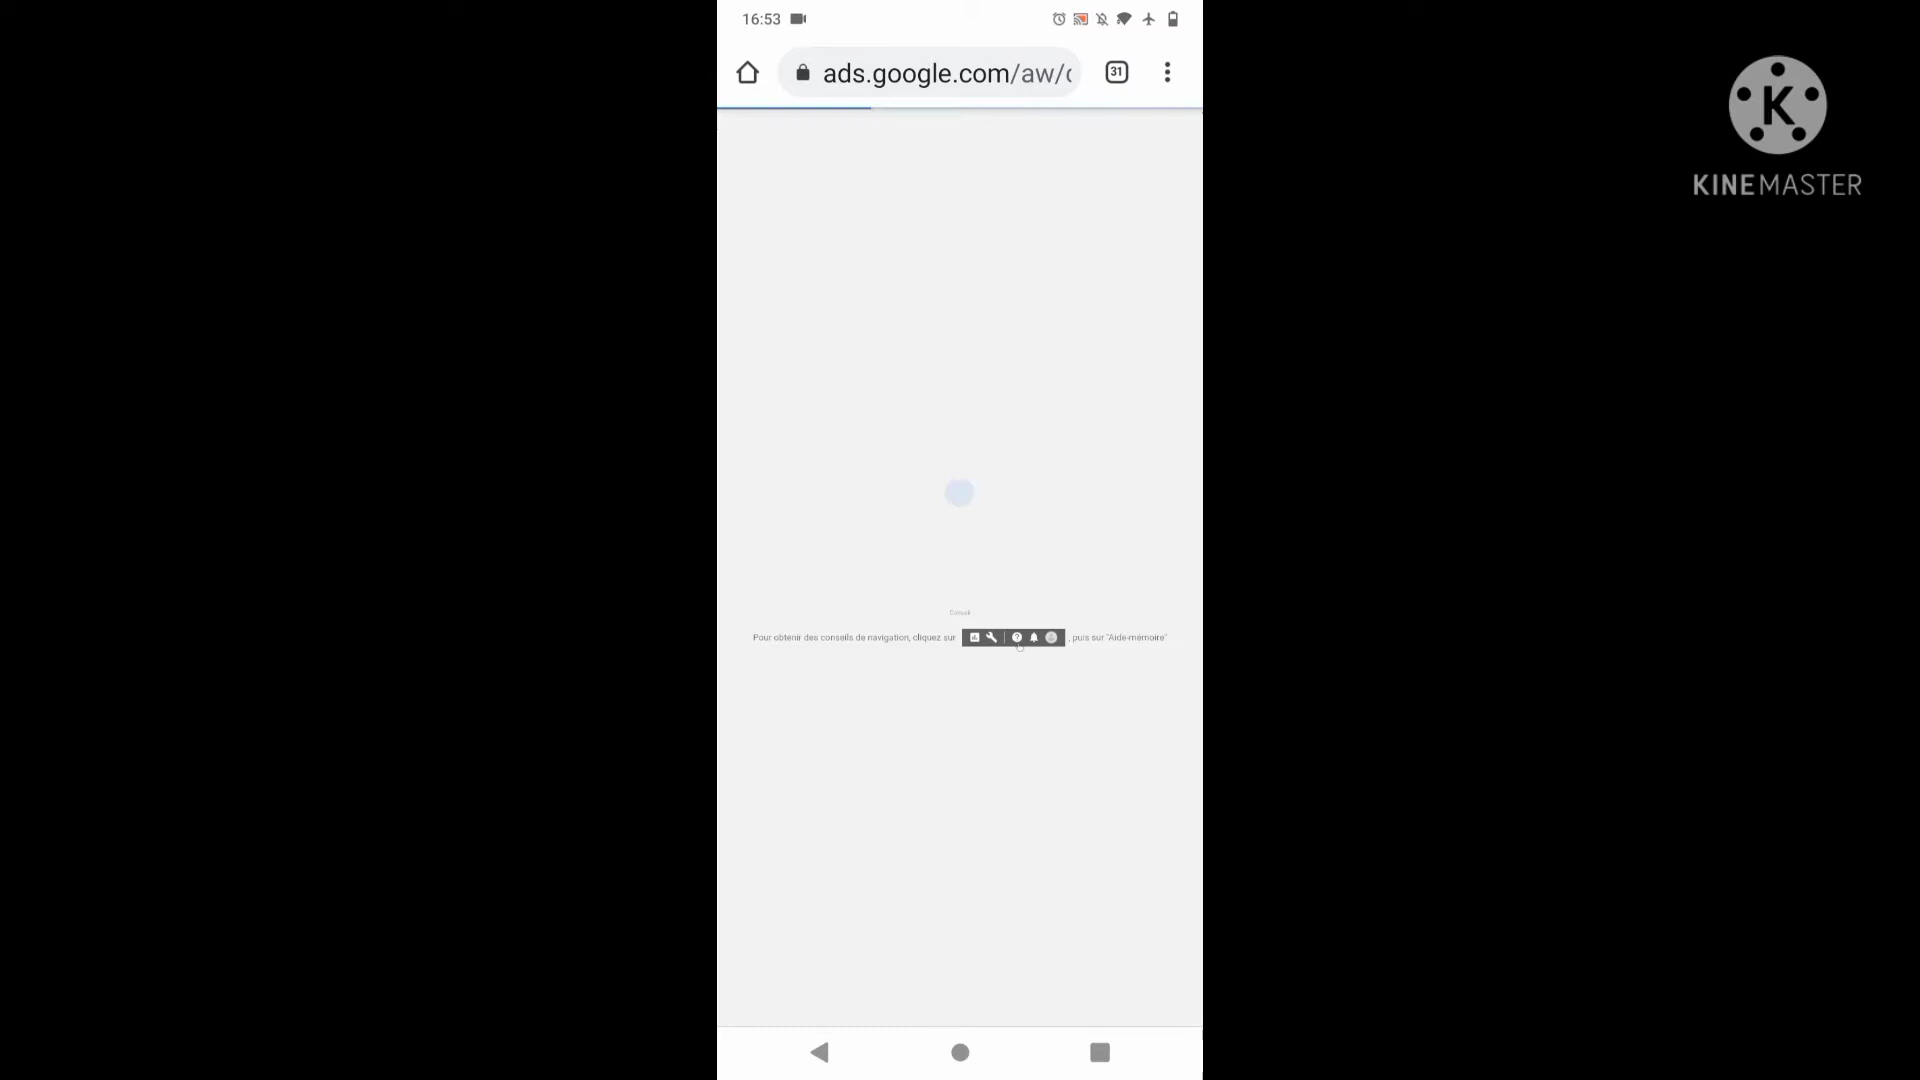 16:53
ads.google.com/aw/
31
KINEMASTER
Conseil
Pour obtenir des conseils de navigation, cliquez sur , puis sur "Aide-mémoire"